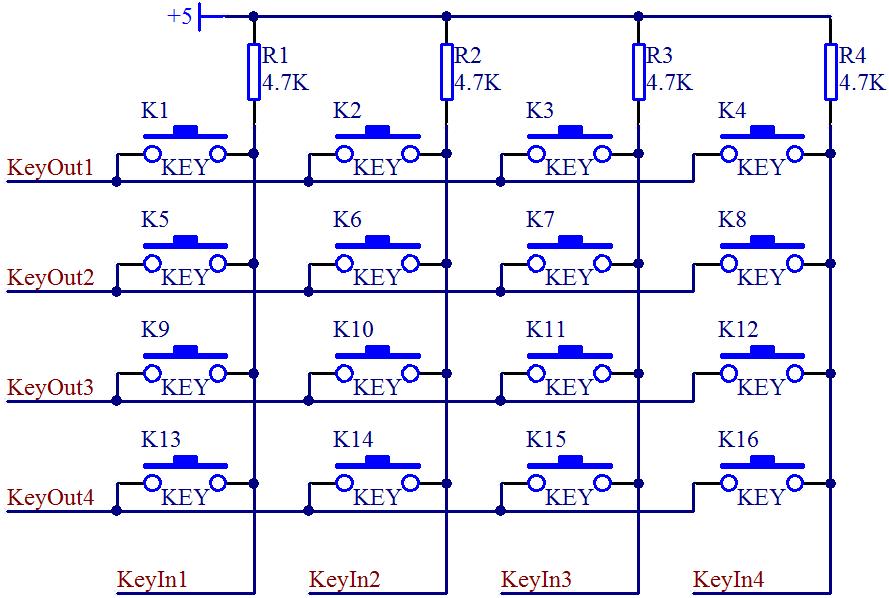 +5
R1 R2 R3 R4
4.7K 4.7K 4.7K 4.7K
K1 K2 K3 K4
KeyOut1 KEY KEY KEY KEY
K5 K6 K7 K8
KeyOut2 KEY KEY KEY KEY
K9 K10 K11 K12
KeyOut3 KEY KEY KEY KEY
K13 K14 K15 K16
KeyOut4 KEY KEY KEY KEY
KeyIn1 KeyIn2 KeyIn3 KeyIn4